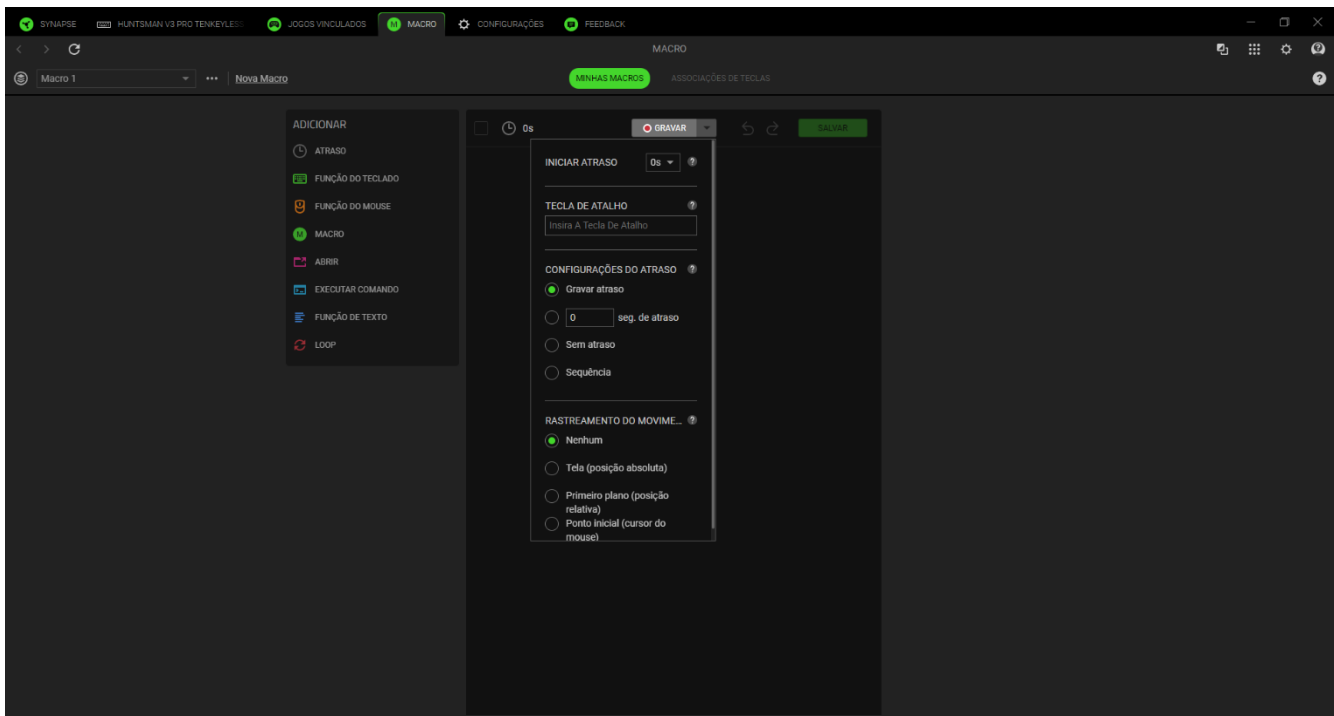 SYNAPSE
HUNTSMAN V3 PRO TENKEYLESS
JOGOS VINCULADOS
M
MACRO
CONFIGURAÇÕES
FEEDBACK
MACRO
Macro 1
Nova Macro
MINHAS MACROS
ASSOCIAÇÕES DE TECLAS
ADICIONAR
ATRASO
FUNÇÃO DO TECLADO
FUNÇÃO DO MOUSE
M
MACRO
ABRIR
EXECUTAR COMANDO
FUNÇÃO DE TEXTO
LOOP
0s
GRAVAR
SALVAR
INICIAR ATRASO
0s
TECLA DE ATALHO
Insira A Tecla De Atalho
CONFIGURAÇÕES DO ATRASO
Gravar atraso
0 seg. de atraso
Sem atraso
Sequência
RASTREAMENTO DO MOVIME...
Nenhum
Tela (posição absoluta)
Primeiro plano (posição
relativa)
Ponto inicial (cursor do
mouse)